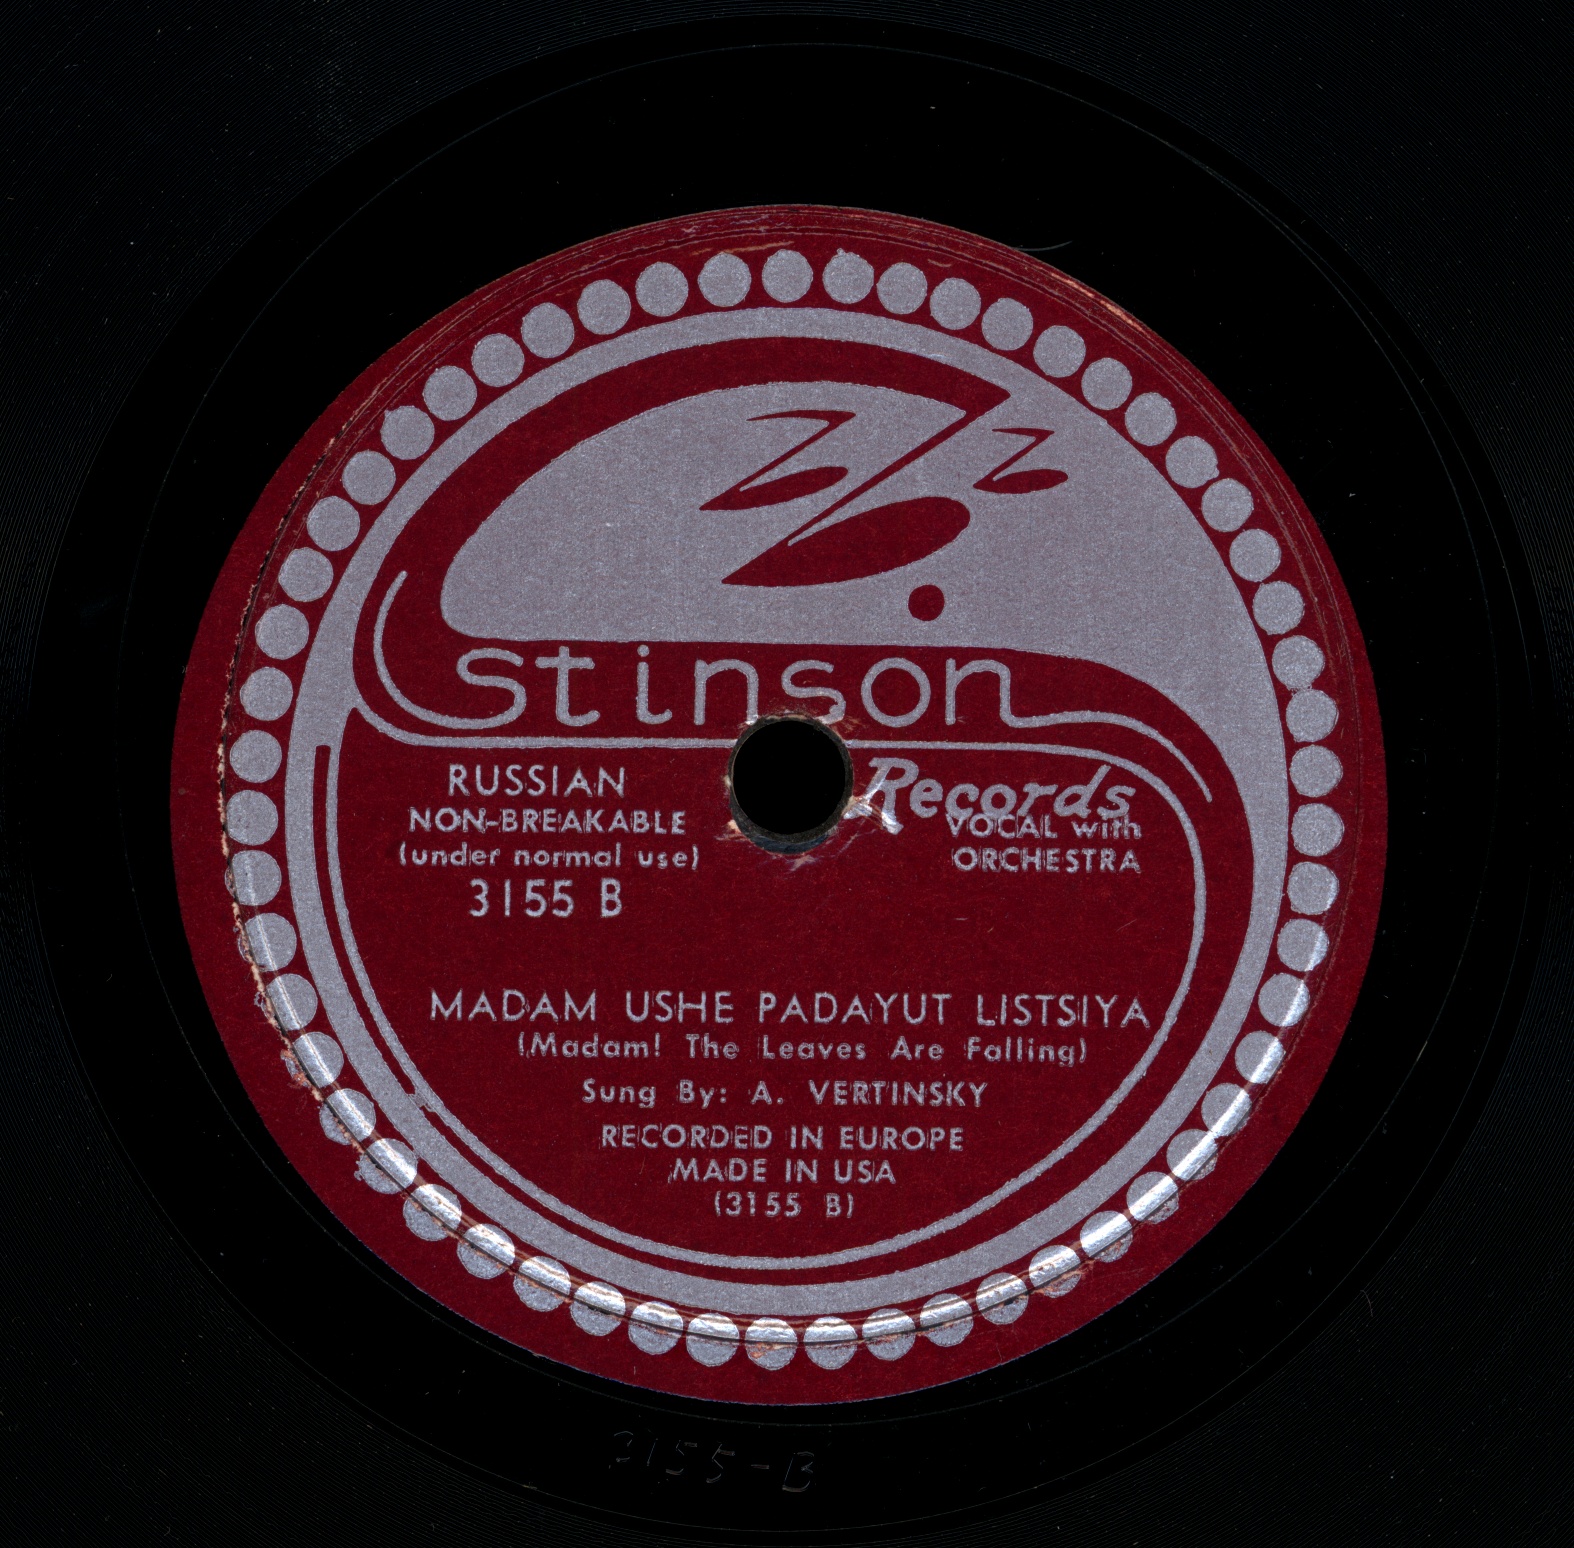 Stinson
Records
RUSSIAN
NON-BREAKABLE
(under normal use)
3155 B
VOCAL with
ORCHESTRA
MADAM USHE PADAYUT LISTSIYA
(Madam! The Leaves Are Falling)
Sung By: A. VERTINSKY
RECORDED IN EUROPE
MADE IN USA
(3155 B)
3155-B